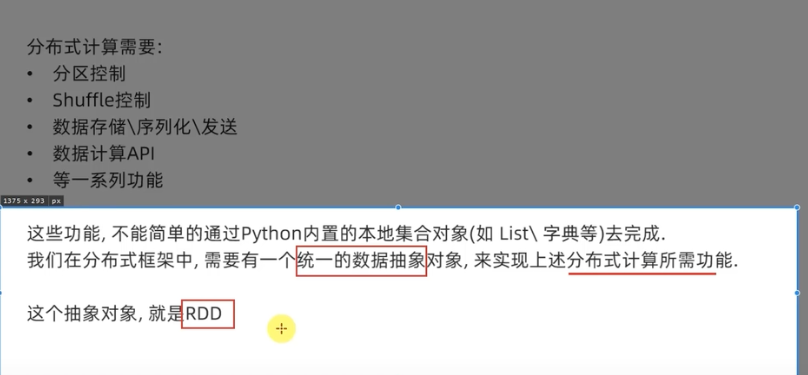 分布式计算需要:
• 分区控制
• Shuffle控制
• 数据存储\序列化\发送
• 数据计算API
• 等一系列功能
1375 x 293 px
这些功能, 不能简单的通过Python内置的本地集合对象(如 List\ 字典等)去完成.
我们在分布式框架中, 需要有一个统一的数据抽象对象, 来实现上述分布式计算所需功能.
这个抽象对象, 就是RDD